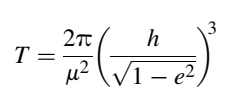 T = \frac{2\pi}{\mu^2} \left( \frac{h}{\sqrt{1 - e^2}} \right)^3